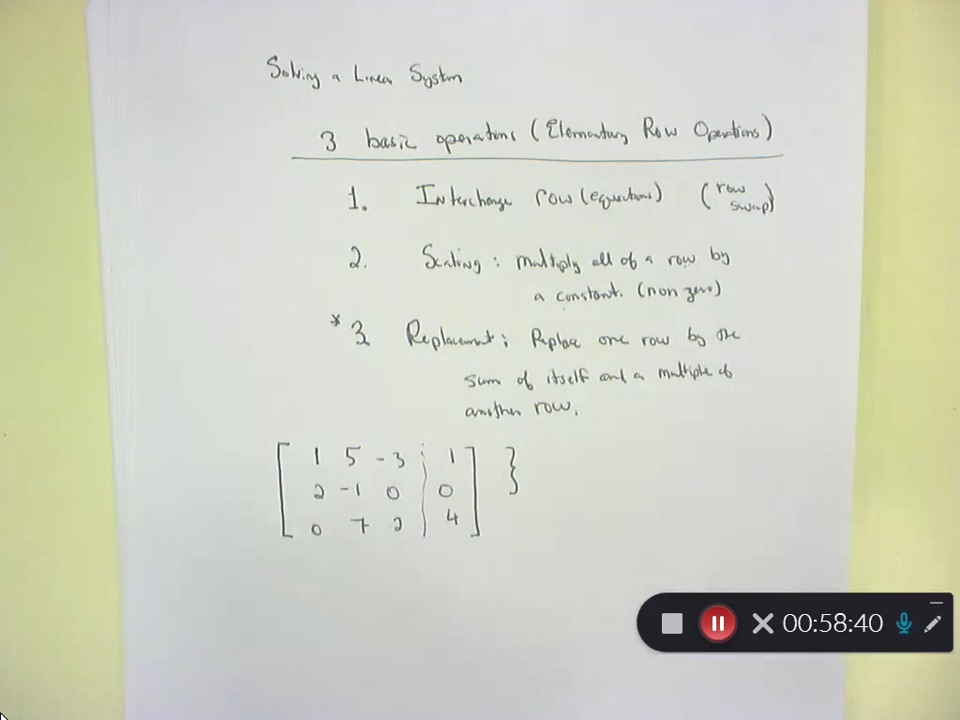 Solving a Linear System
3 basic operations (Elementary Row Operations)
1. Interchange row (equations) (row swap)
2. Scaling : multiply all of a row by
a constant. (non zero)
* 3 Replacement : Replace one row by the
sum of itself and a multiple of
another row.
1 5 -3 1
2 -1 0 0
0 7 2 4
00:58:40